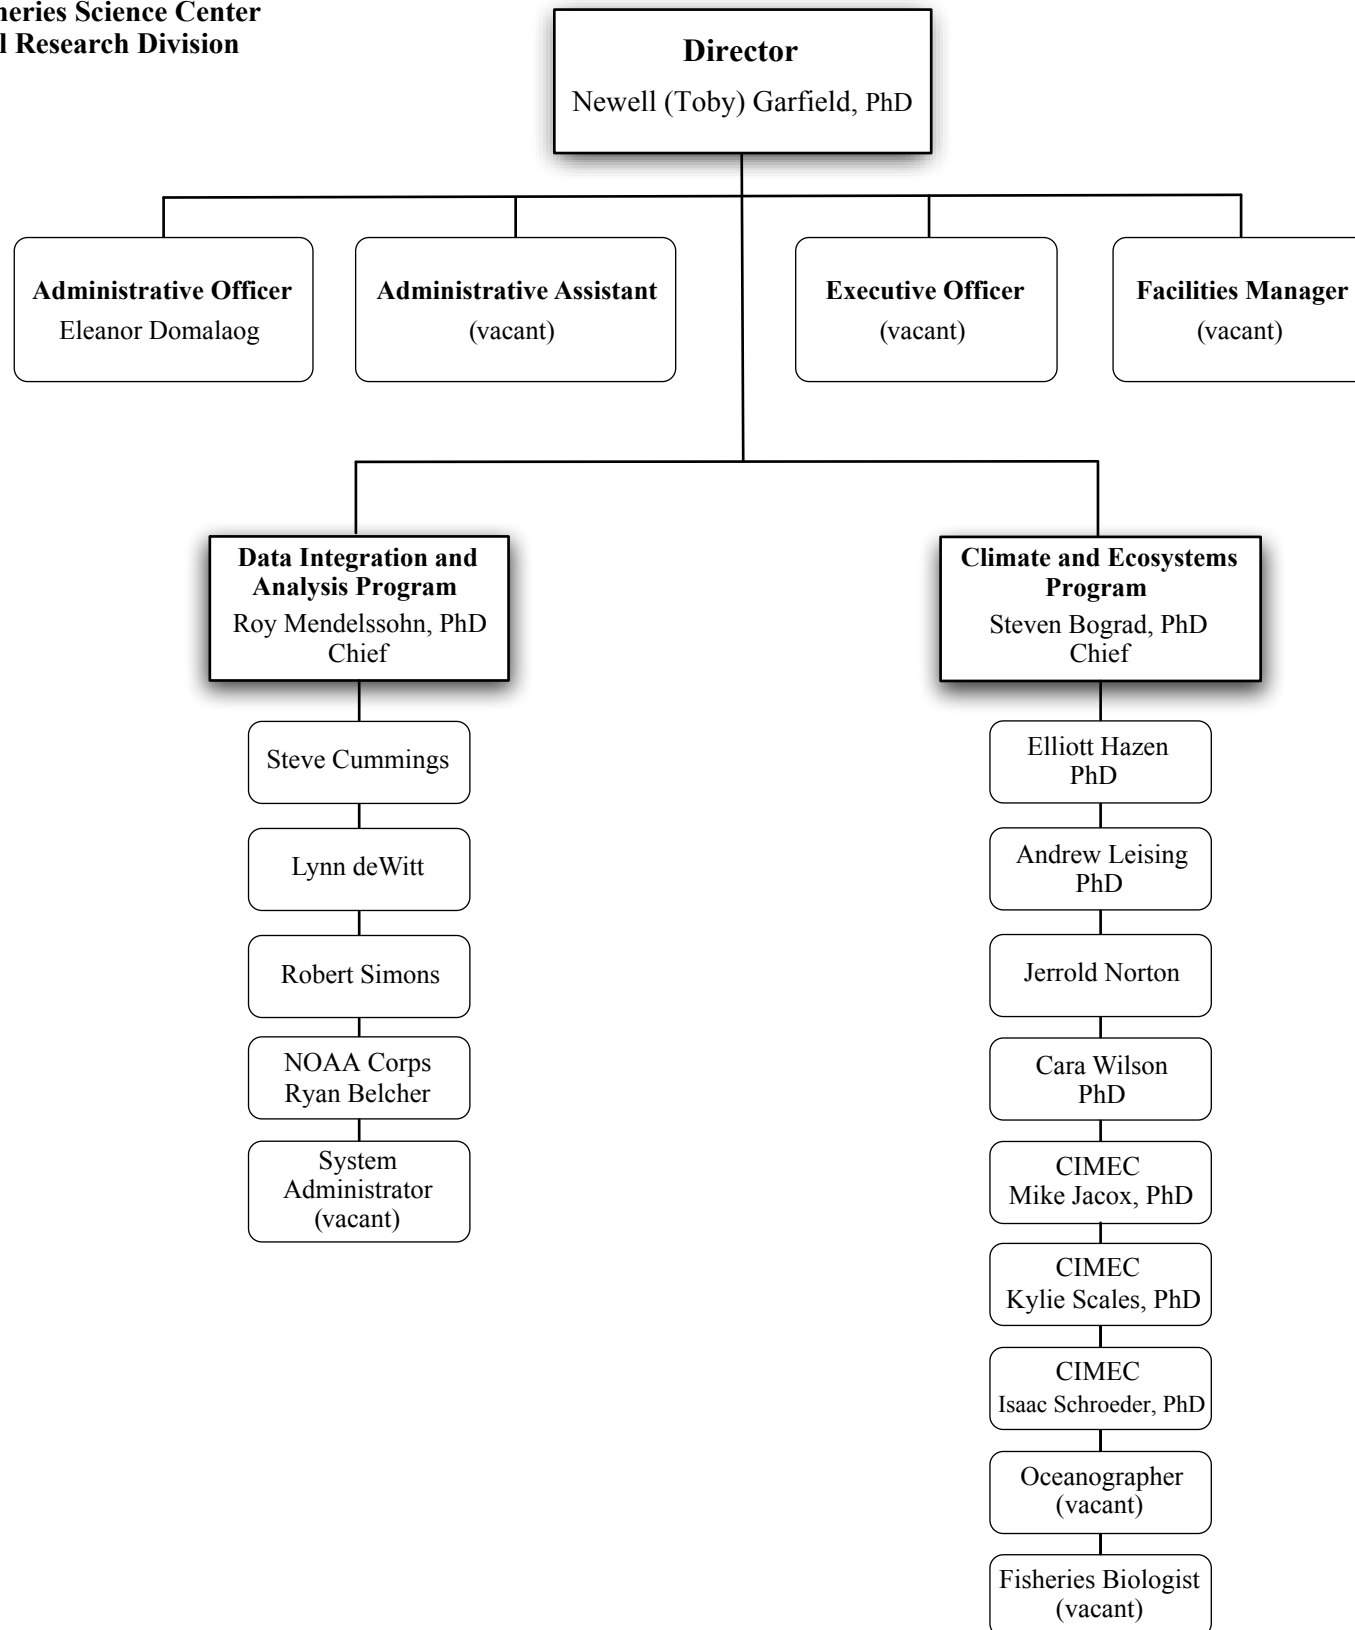 heries Science Center
l Research Division
Director
Newell (Toby) Garfield, PhD
Administrative Officer
Eleanor Domalaog
Administrative Assistant
(vacant)
Executive Officer
(vacant)
Facilities Manager
(vacant)
Data Integration and
Analysis Program
Roy Mendelssohn, PhD
Chief
Climate and Ecosystems
Program
Steven Bograd, PhD
Chief
Steve Cummings
Lynn deWitt
Robert Simons
NOAA Corps
Ryan Belcher
System
Administrator
(vacant)
Elliott Hazen
PhD
Andrew Leising
PhD
Jerrold Norton
Cara Wilson
PhD
CIMEC
Mike Jacox, PhD
CIMEC
Kylie Scales, PhD
CIMEC
Isaac Schroeder, PhD
Oceanographer
(vacant)
Fisheries Biologist
(vacant)